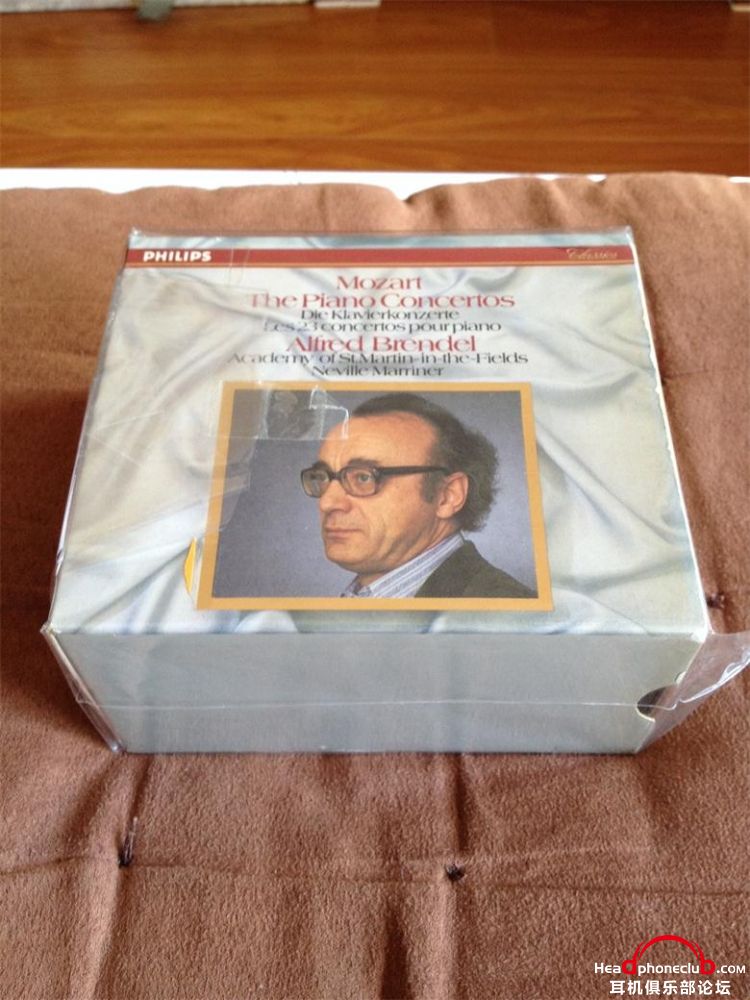 PHILIPS
Classics
Mozart
The Piano Concertos
Die Klavierkonzerte
Les 23 concertos pour piano
Alfred Brendel
Academy of St. Martin-in-the-Fields
Neville Marriner
HeadphoneClub.com
耳机俱乐部论坛